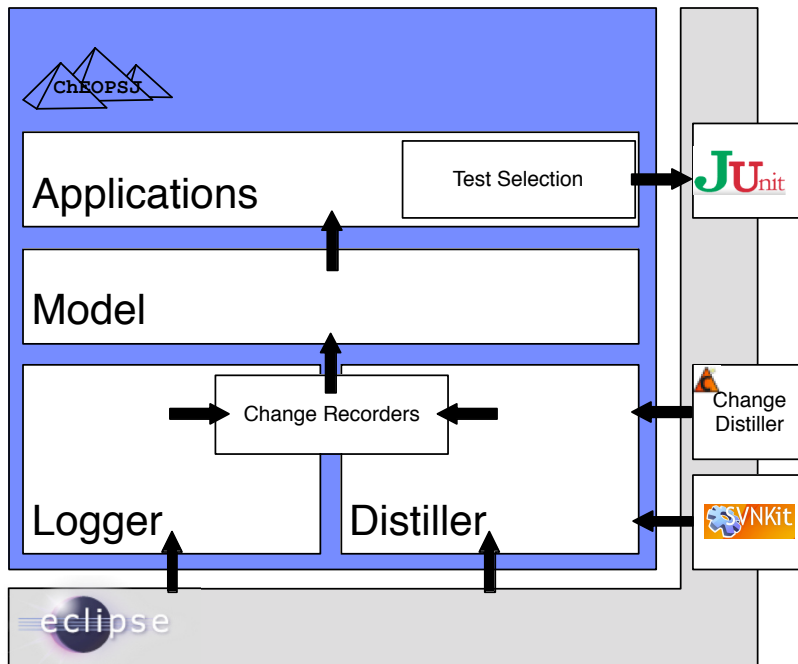 ChEOPSJ
Applications
Test Selection
JUnit
Model
Change Recorders
Change
Distiller
Logger
Distiller
SVNKit
eclipse